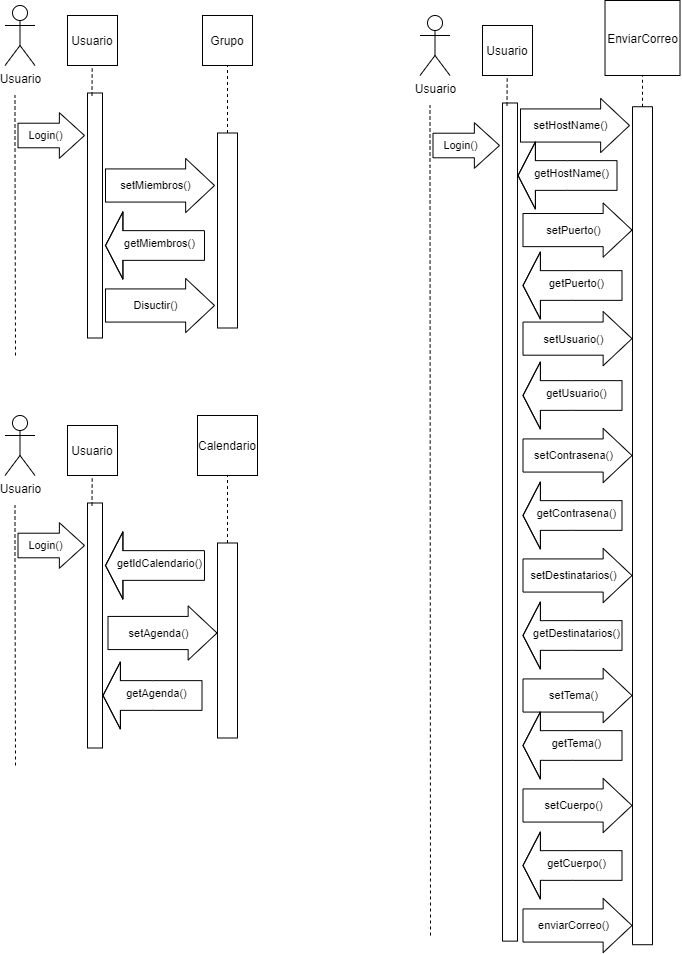 Usuario
Usuario
Grupo
Login()
setMiembros()
getMiembros()
Disuctir()
Usuario
Usuario
Calendario
Login()
getIdCalendario()
setAgenda()
getAgenda()
Usuario
Usuario
EnviarCorreo
Login()
setHostName()
getHostName()
setPuerto()
getPuerto()
setUsuario()
getUsuario()
setContrasena()
getContrasena()
setDestinatarios()
getDestinatarios()
setTema()
getTema()
setCuerpo()
getCuerpo()
enviarCorreo()